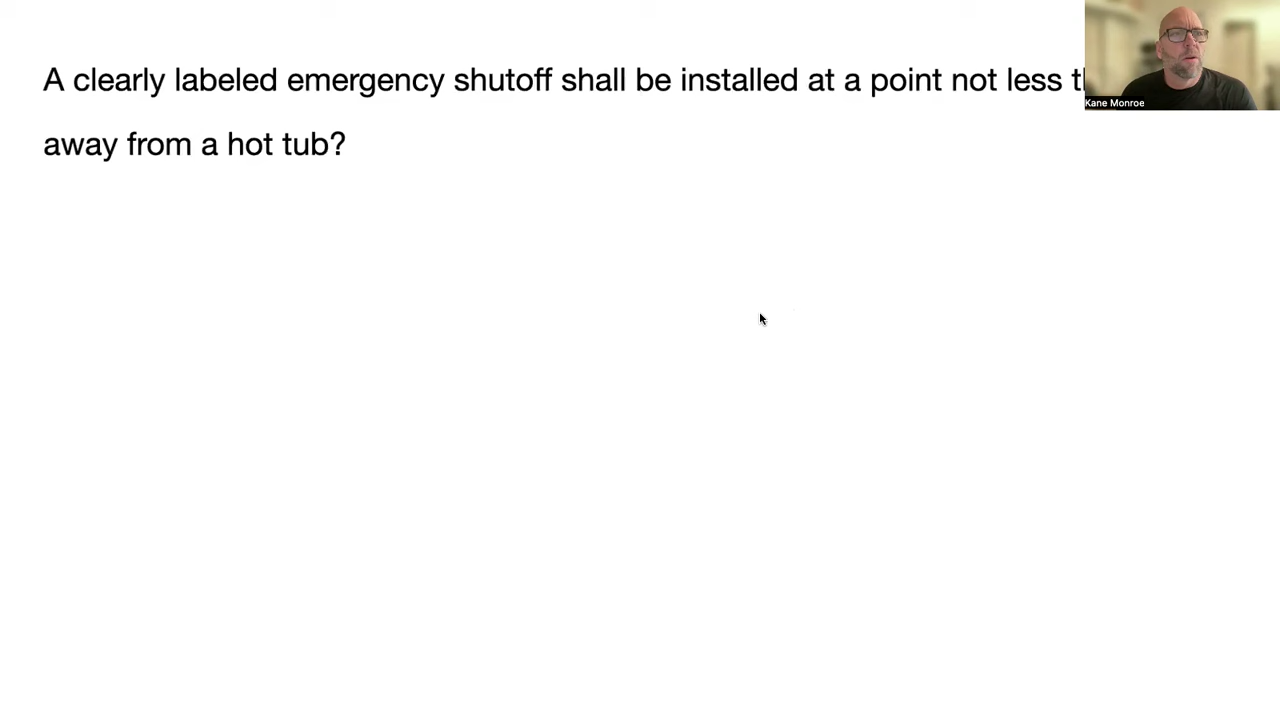 A clearly labeled emergency shutoff shall be installed at a point not less
away from a hot tub?
Kane Monroe